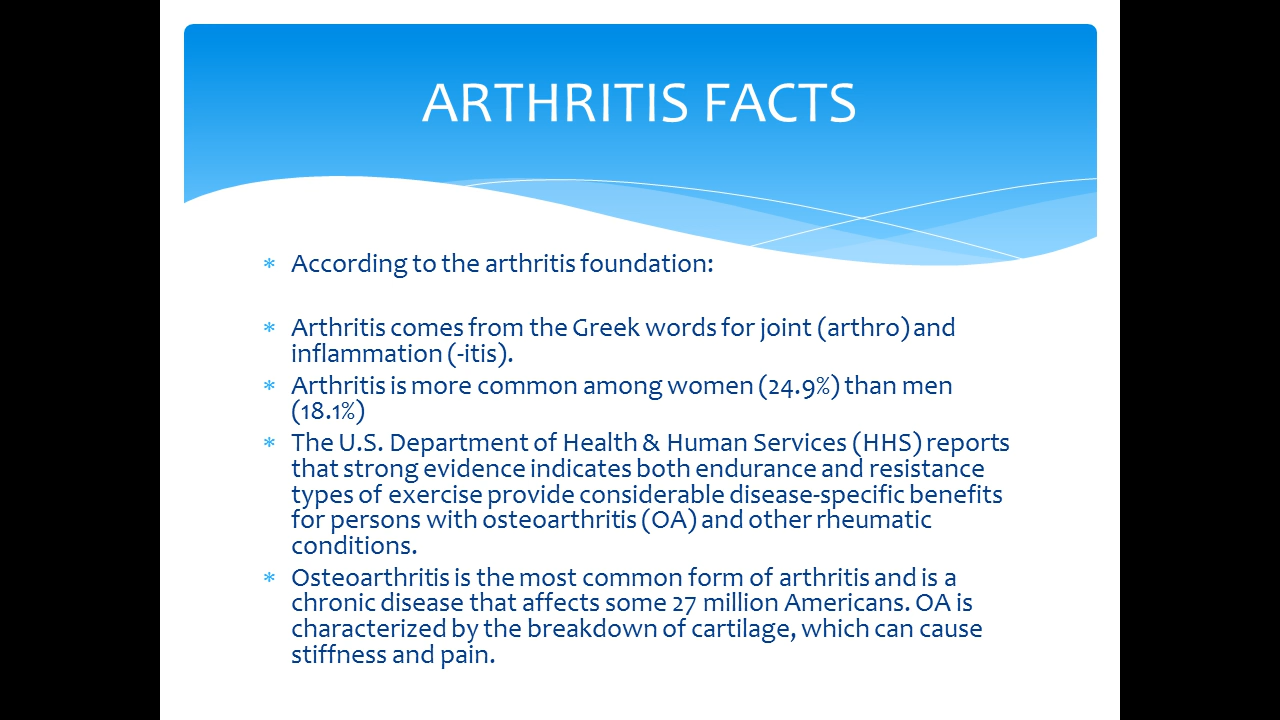 ARTHRITIS FACTS
* According to the arthritis foundation:
* Arthritis comes from the Greek words for joint (arthro) and
inflammation (-itis).
* Arthritis is more common among women (24.9%) than men
(18.1%)
* The U.S. Department of Health & Human Services (HHS) reports
that strong evidence indicates both endurance and resistance
types of exercise provide considerable disease-specific benefits
for persons with osteoarthritis (OA) and other rheumatic
conditions.
* Osteoarthritis is the most common form of arthritis and is a
chronic disease that affects some 27 million Americans. OA is
characterized by the breakdown of cartilage, which can cause
stiffness and pain.